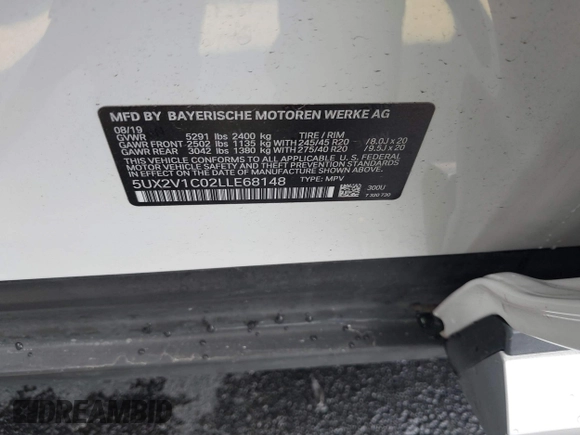 MFD BY BAYERISCHE MOTOREN WERKE AG
08/19
GVWR 5291 lbs 2400 kg TIRE / RIM
GAWR FRONT 2502 lbs 1135 kg WITH 245/45 R20 /8.0J x 20
GAWR REAR 3042 lbs 1380 kg WITH 275/40 R20 /9.5J x 20
THIS VEHICLE CONFORMS TO ALL APPLICABLE U.S. FEDERAL
MOTOR VEHICLE SAFETY AND THEFT PREVENTION STANDARDS
IN EFFECT ON THE DATE OF MANUFACTURE SHOWN ABOVE.
5UX2V1C02LLE68148 TYPE: MPV
300U
7 320 730
DREAMBID